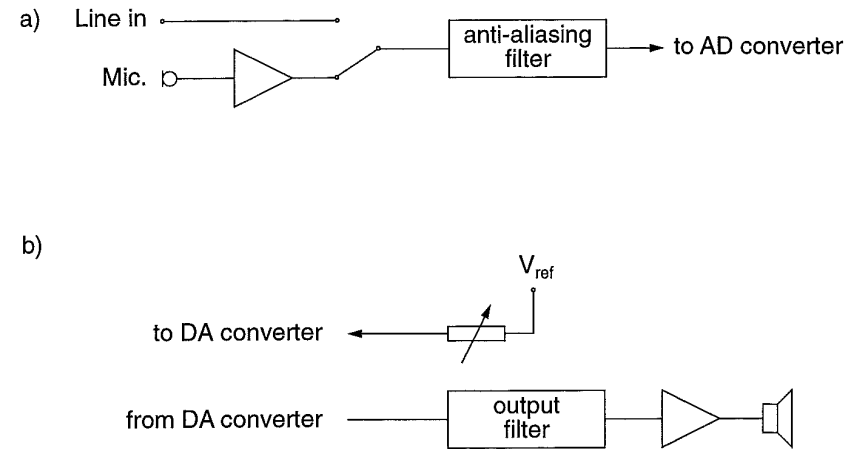 a)
Line in
Mic.
anti-aliasing
filter
to AD converter
b)
V_ref
to DA converter
from DA converter
output
filter